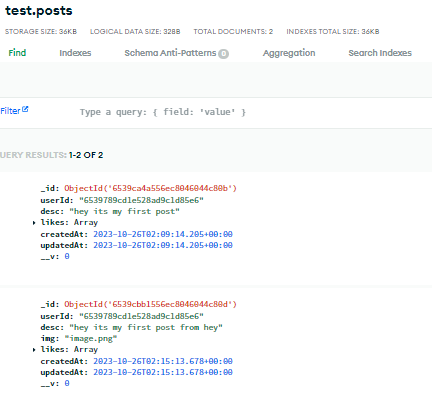 test.posts
STORAGE SIZE: 36KB LOGICAL DATA SIZE: 328B TOTAL DOCUMENTS: 2 INDEXES TOTAL SIZE: 36KB
Find Indexes Schema Anti-Patterns 0 Aggregation Search Indexes
Filter Type a query: { field: 'value' }
QUERY RESULTS: 1-2 OF 2
_id: ObjectId('6539ca4a556ec8046044c80b')
userId: "6539789cd1e528ad9c1d85e6"
desc: "hey its my first post"
likes: Array
createdAt: 2023-10-26T02:09:14.205+00:00
updatedAt: 2023-10-26T02:09:14.205+00:00
__v: 0
_id: ObjectId('6539cbb1556ec8046044c80d')
userId: "6539789cd1e528ad9c1d85e6"
desc: "hey its my first post from hey"
img: "image.png"
likes: Array
createdAt: 2023-10-26T02:15:13.678+00:00
updatedAt: 2023-10-26T02:15:13.678+00:00
__v: 0